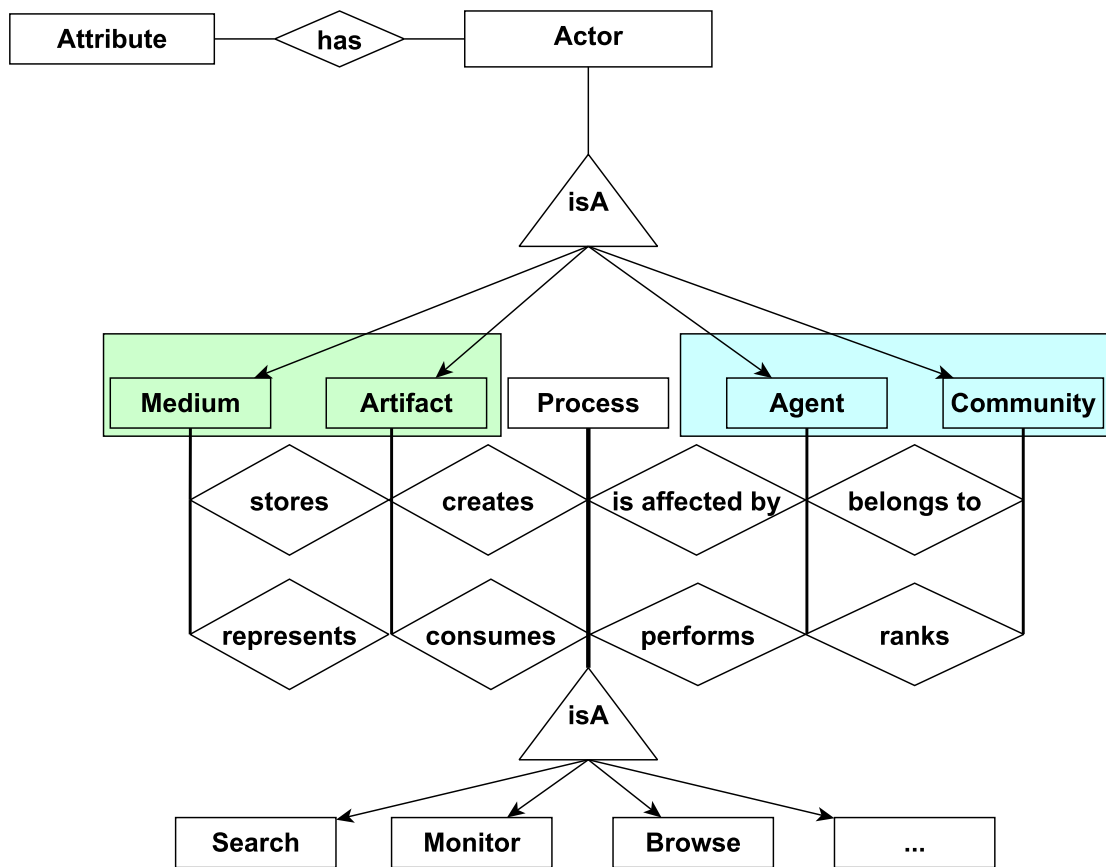 Attribute
has
Actor
isA
Medium
Artifact
Process
Agent
Community
stores
creates
is affected by
belongs to
represents
consumes
performs
ranks
isA
Search
Monitor
Browse
...